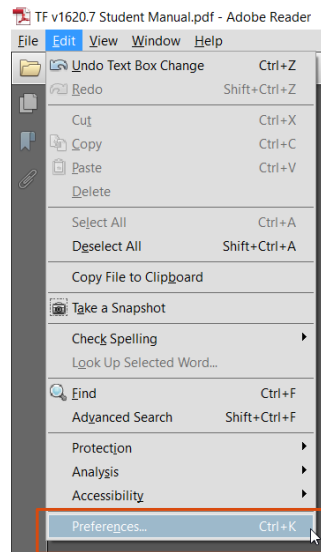 TF v1620.7 Student Manual.pdf - Adobe Reader
File Edit View Window Help
Undo Text Box Change Ctrl+Z
Redo Shift+Ctrl+Z
Cut Ctrl+X
Copy Ctrl+C
Paste Ctrl+V
Delete
Select All Ctrl+A
Deselect All Shift+Ctrl+A
Copy File to Clipboard
Take a Snapshot
Check Spelling
Look Up Selected Word...
Find Ctrl+F
Advanced Search Shift+Ctrl+F
Protection
Analysis
Accessibility
Preferences... Ctrl+K